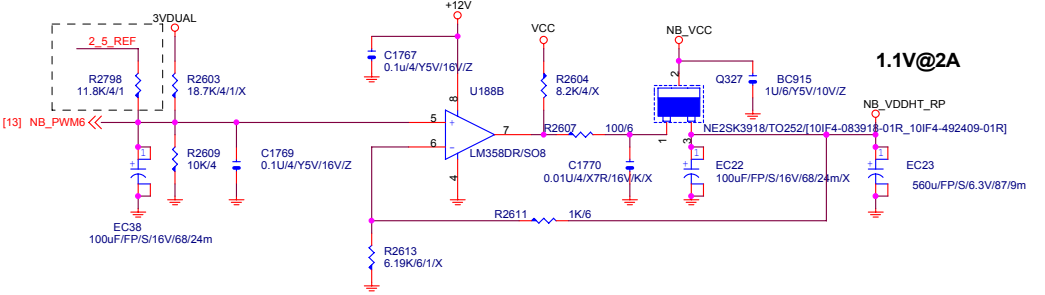 +12V
3VDUAL
VCC
NB_VCC
2_5_REF
1.1V@2A
C1767
0.1u/4/Y5V/16V/Z
R2798
11.8K/4/1
R2603
18.7K/4/1/X
U188B
R2604
8.2K/4/X
2
Q327
BC915
1U/6/Y5V/10V/Z
8
NB_VDDHT_RP
[13] NB_PWM6
5
+
7
R2607
100/6
NE2SK3918/TO252/[10IF4-083918-01R_10IF4-492409-01R]
6
-
LM358DR/SO8
1
3
1
+
R2609
10K/4
C1769
0.1U/4/Y5V/16V/Z
4
C1770
0.01U/4/X7R/16V/K/X
1
+
EC22
100uF/FP/S/16V/68/24m/X
1
+
EC23
560u/FP/S/6.3V/87/9m
EC38
100uF/FP/S/16V/68/24m
R2611
1K/6
R2613
6.19K/6/1/X